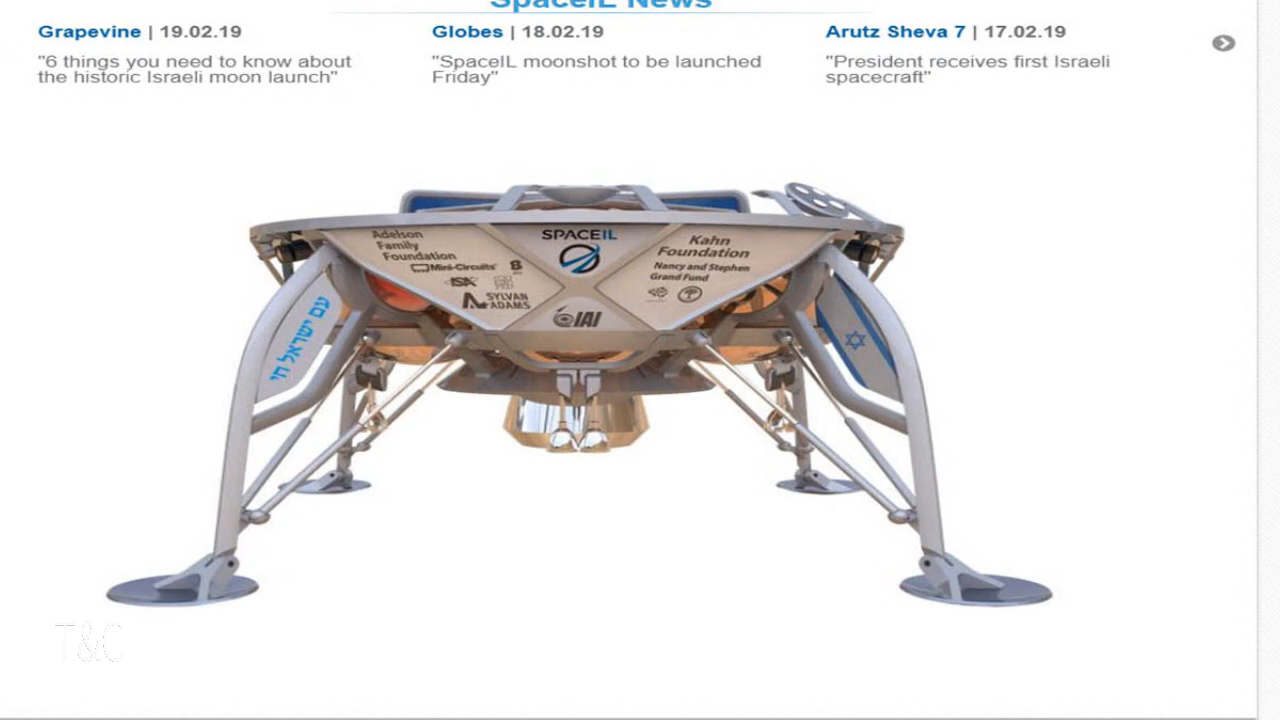 SpaceIL News
Grapevine | 19.02.19
"6 things you need to know about
the historic Israeli moon launch"
Globes | 18.02.19
"SpaceIL moonshot to be launched
Friday"
Arutz Sheva 7 | 17.02.19
"President receives first Israeli
spacecraft"
Adelson
Family
Foundation
Mini-Circuits
ISA
SYLVAN
ADAMS
SPACEIL
IAI
Kahn
Foundation
Nancy and Stephen
Grand Fund
עם ישראל חי
T&C